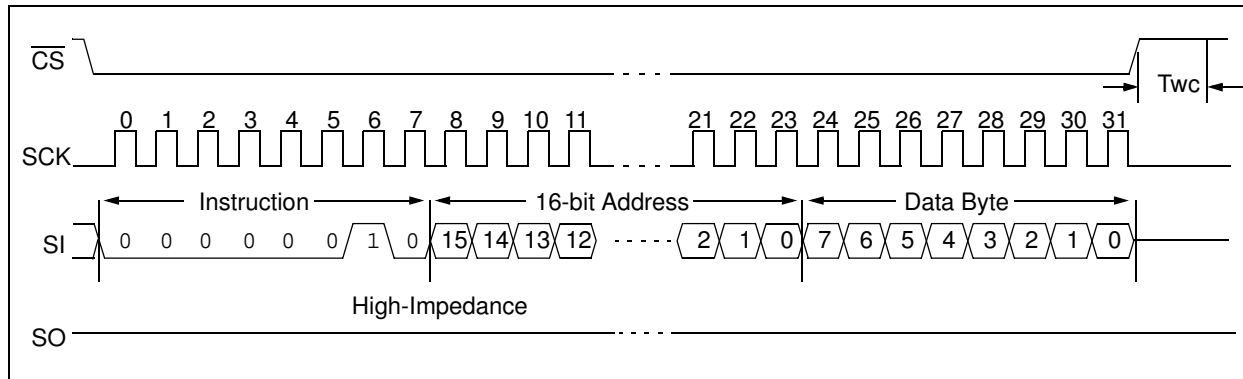 CS
Twc
0 1 2 3 4 5 6 7 8 9 10 11 21 22 23 24 25 26 27 28 29 30 31
SCK
Instruction 16-bit Address Data Byte
SI 0 0 0 0 0 0 1 0 15 14 13 12 2 1 0 7 6 5 4 3 2 1 0
High-Impedance
SO